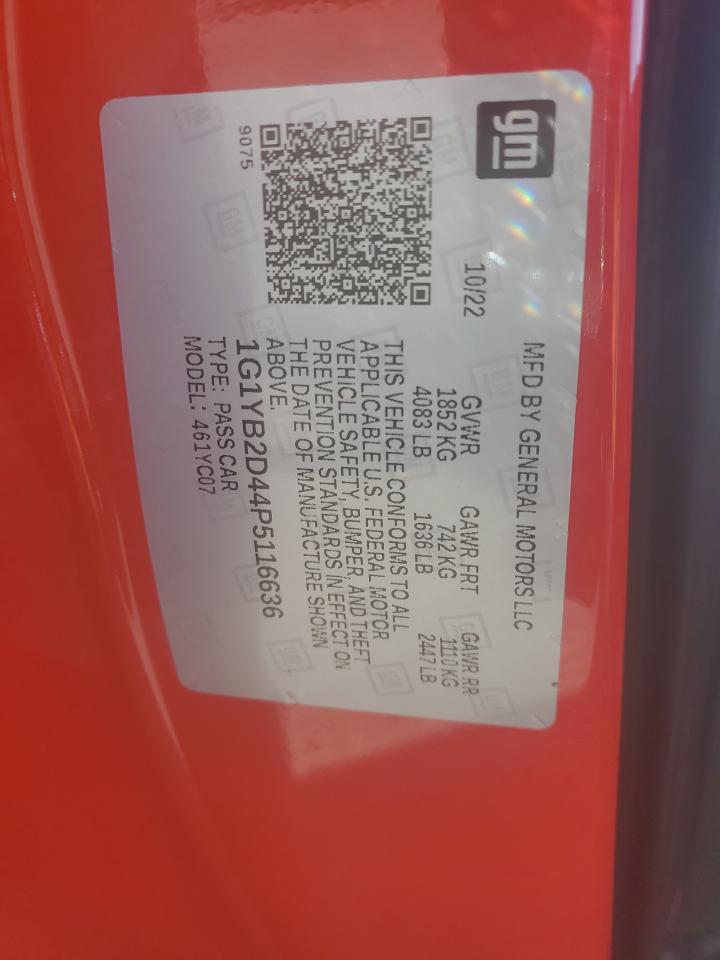 gm
MFD BY GENERAL MOTORS LLC
10/22
GVWR GAWR FRT GAWR RR
1852 KG 742 KG 1110 KG
4083 LB 1636 LB 2447 LB
THIS VEHICLE CONFORMS TO ALL
APPLICABLE U.S. FEDERAL MOTOR
VEHICLE SAFETY, BUMPER, AND THEFT
PREVENTION STANDARDS IN EFFECT ON
THE DATE OF MANUFACTURE SHOWN
ABOVE.
1G1YB2D44P5116636
TYPE: PASS CAR
MODEL: 461YC07
9075